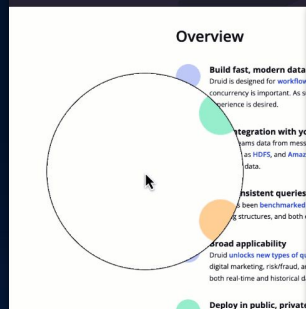 Overview
Build fast, modern data
Druid is designed for workflow
concurrency is important. As s
perience is desired.
ntegration with yo
eams data from mess
as HDFS, and Amaz
data.
nsistent queries
been benchmarked
g structures, and both
Broad applicability
Druid unlocks new types of qu
digital marketing, risk/fraud, a
both real-time and historical d
Deploy in public, private